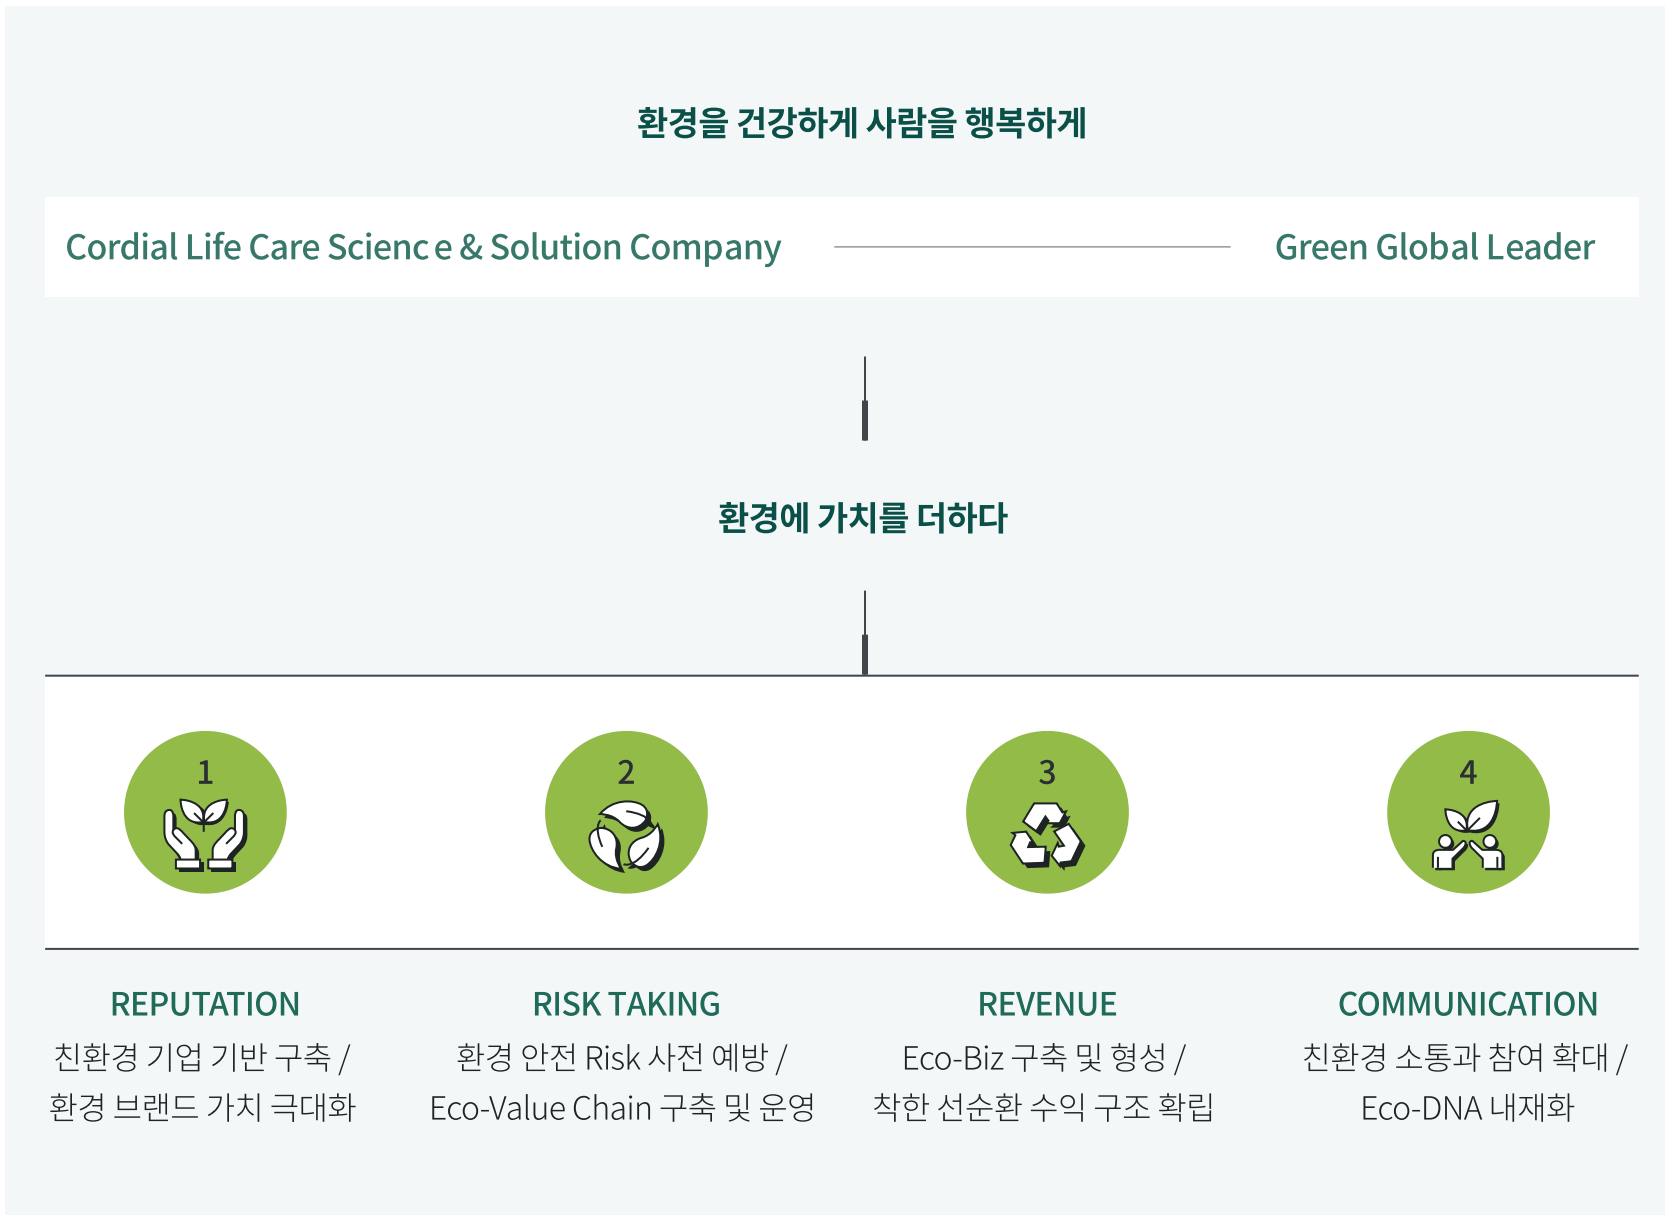 환경을 건강하게 사람을 행복하게
Cordial Life Care Science & Solution Company
Green Global Leader
환경에 가치를 더하다
1
2
3
4
REPUTATION
친환경 기업 기반 구축 /
환경 브랜드 가치 극대화
RISK TAKING
환경 안전 Risk 사전 예방 /
Eco-Value Chain 구축 및 운영
REVENUE
Eco-Biz 구축 및 형성 /
착한 선순환 수익 구조 확립
COMMUNICATION
친환경 소통과 참여 확대 /
Eco-DNA 내재화